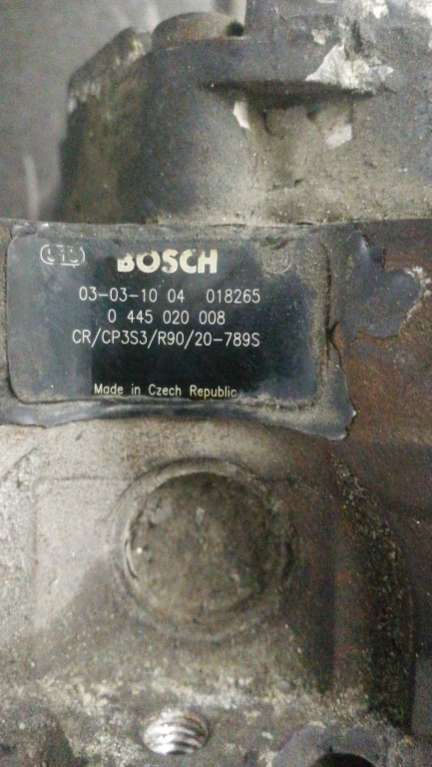 BOSCH
03-03-10 04 018265
0 445 020 008
CR/CP3S3/R90/20-789S
Made in Czech Republic